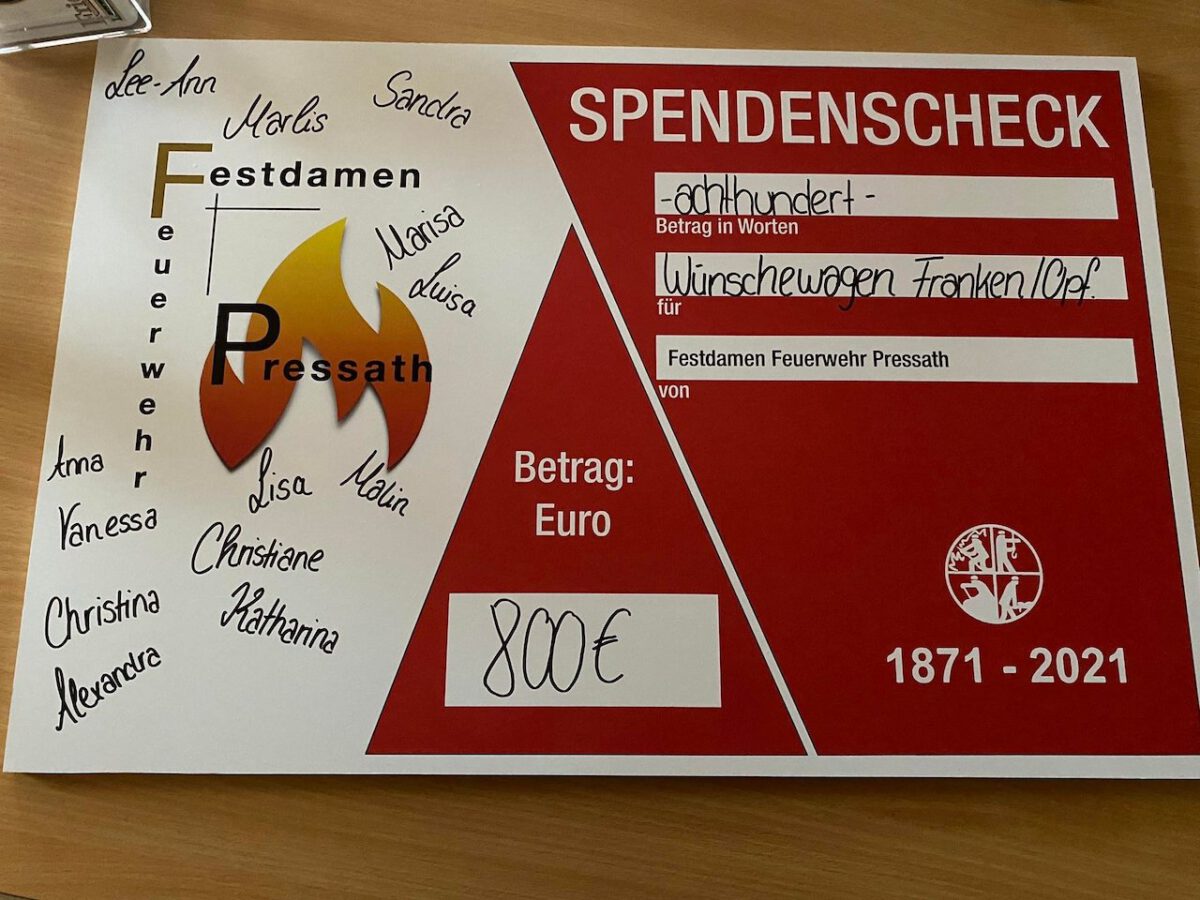 Lee-Ann
Marlis
Sandra
Festdamen
Feuerwehr
Pressath
Marisa
Luisa
Anna
Vanessa
Lisa
Malin
Christiane
Christina
Katharina
Alexandra
SPENDENSCHECK
-achthundert-
Betrag in Worten
Wünschewagen Franken/Opf.
für
Festdamen Feuerwehr Pressath
von
Betrag:
Euro
800€
1871 - 2021